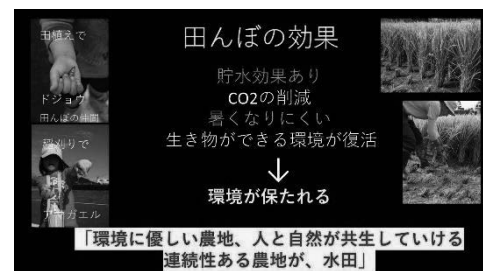 田んぼの効果
田植えで
ドジョウ
田んぼの仲間
稲刈りで
アマガエル
貯水効果あり
CO2の削減
暑くなりにくい
生き物ができる環境が復活
↓
環境が保たれる
「環境に優しい農地、人と自然が共生していける
連続性ある農地が、水田」